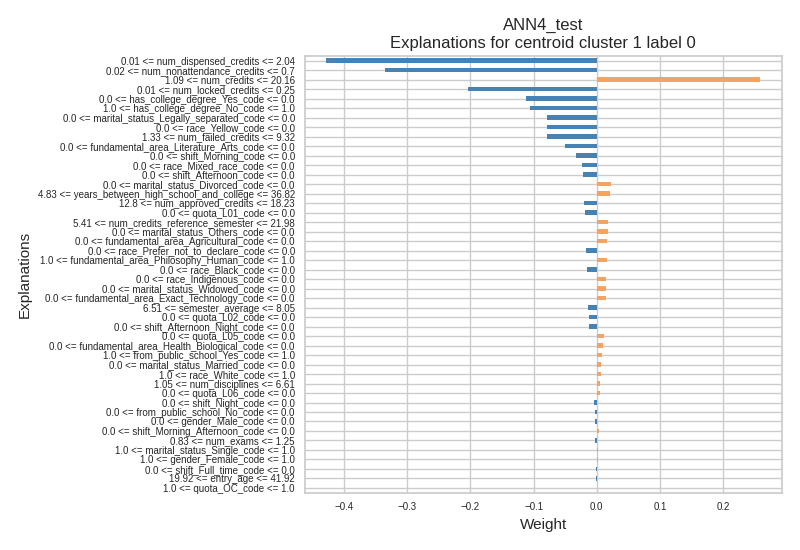 ANN4_test
Explanations for centroid cluster 1 label 0
Explanations
0.01 <= num_dispensed_credits <= 2.04
0.02 <= num_nonattendance_credits <= 0.7
1.09 <= num_credits <= 20.16
0.01 <= num_locked_credits <= 0.25
0.0 <= has_college_degree_Yes_code <= 0.0
1.0 <= has_college_degree_No_code <= 1.0
0.0 <= marital_status_Legally_separated_code <= 0.0
0.0 <= race_Yellow_code <= 0.0
1.33 <= num_failed_credits <= 9.32
0.0 <= fundamental_area_Literature_Arts_code <= 0.0
0.0 <= shift_Morning_code <= 0.0
0.0 <= race_Mixed_race_code <= 0.0
0.0 <= shift_Afternoon_code <= 0.0
0.0 <= marital_status_Divorced_code <= 0.0
4.83 <= years_between_high_school_and_college <= 36.82
12.8 <= num_approved_credits <= 18.23
0.0 <= quota_L01_code <= 0.0
5.41 <= num_credits_reference_semester <= 21.98
0.0 <= marital_status_Others_code <= 0.0
0.0 <= fundamental_area_Agricultural_code <= 0.0
0.0 <= race_Prefer_not_to_declare_code <= 0.0
1.0 <= fundamental_area_Philosophy_Human_code <= 1.0
0.0 <= race_Black_code <= 0.0
0.0 <= race_Indigenous_code <= 0.0
0.0 <= marital_status_Widowed_code <= 0.0
0.0 <= fundamental_area_Exact_Technology_code <= 0.0
6.51 <= semester_average <= 8.05
0.0 <= quota_L02_code <= 0.0
0.0 <= shift_Afternoon_Night_code <= 0.0
0.0 <= quota_L05_code <= 0.0
0.0 <= fundamental_area_Health_Biological_code <= 0.0
1.0 <= from_public_school_Yes_code <= 1.0
0.0 <= marital_status_Married_code <= 0.0
1.0 <= race_White_code <= 1.0
1.05 <= num_disciplines <= 6.61
0.0 <= quota_L06_code <= 0.0
0.0 <= shift_Night_code <= 0.0
0.0 <= from_public_school_No_code <= 0.0
0.0 <= gender_Male_code <= 0.0
0.0 <= shift_Morning_Afternoon_code <= 0.0
0.83 <= num_exams <= 1.25
1.0 <= marital_status_Single_code <= 1.0
1.0 <= gender_Female_code <= 1.0
0.0 <= shift_Full_time_code <= 0.0
19.92 <= entry_age <= 41.92
1.0 <= quota_OC_code <= 1.0
−0.4 −0.3 −0.2 −0.1 0.0 0.1 0.2
Weight